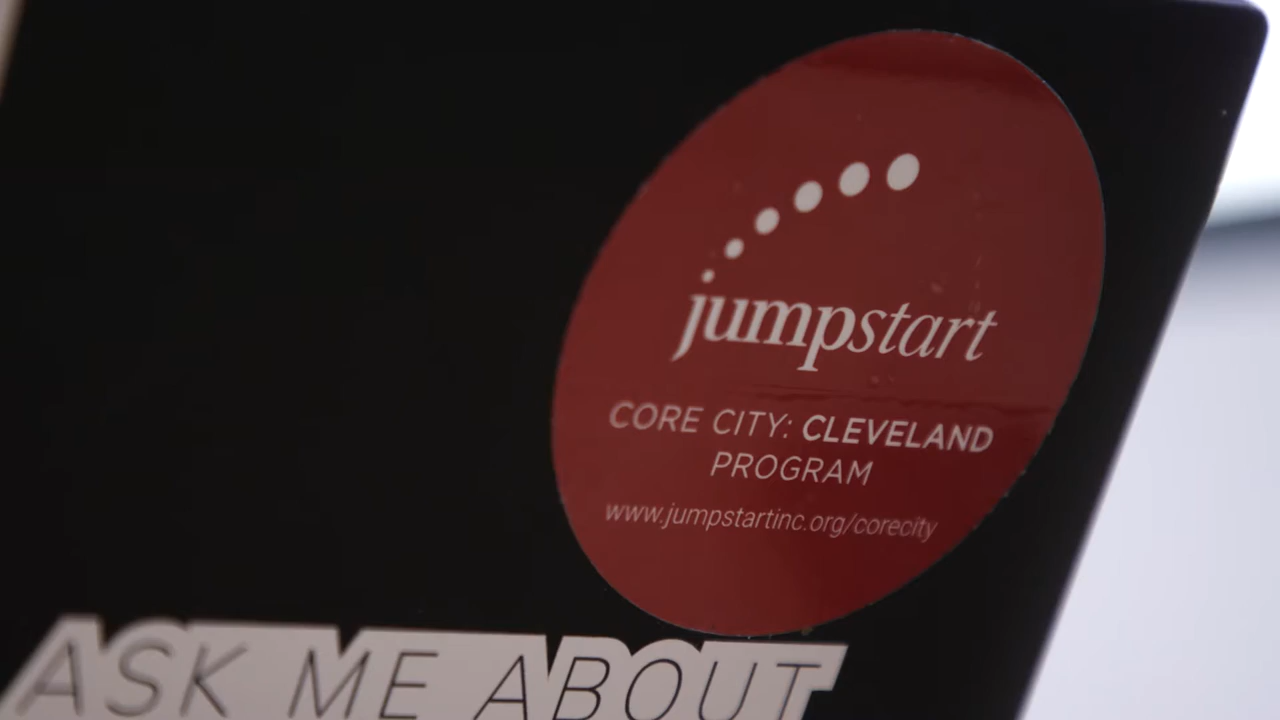 jumpstart
CORE CITY: CLEVELAND
PROGRAM
www.jumpstartinc.org/corecity
ASK ME ABOUT